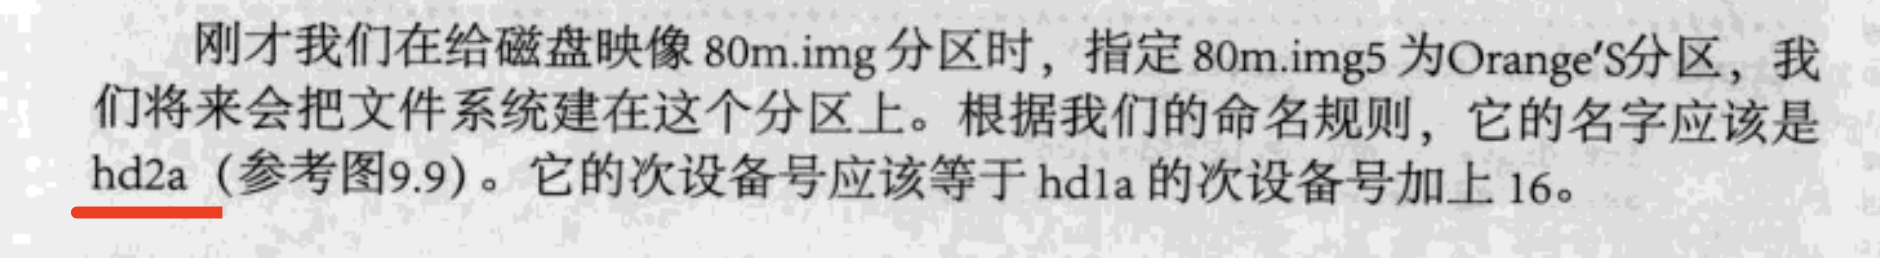 刚才我们在给磁盘映像 80m.img 分区时，指定 80m.img5 为Orange'S分区，我
们将来会把文件系统建在这个分区上。根据我们的命名规则，它的名字应该是
hd2a（参考图9.9）。它的次设备号应该等于 hd1a 的次设备号加上 16。